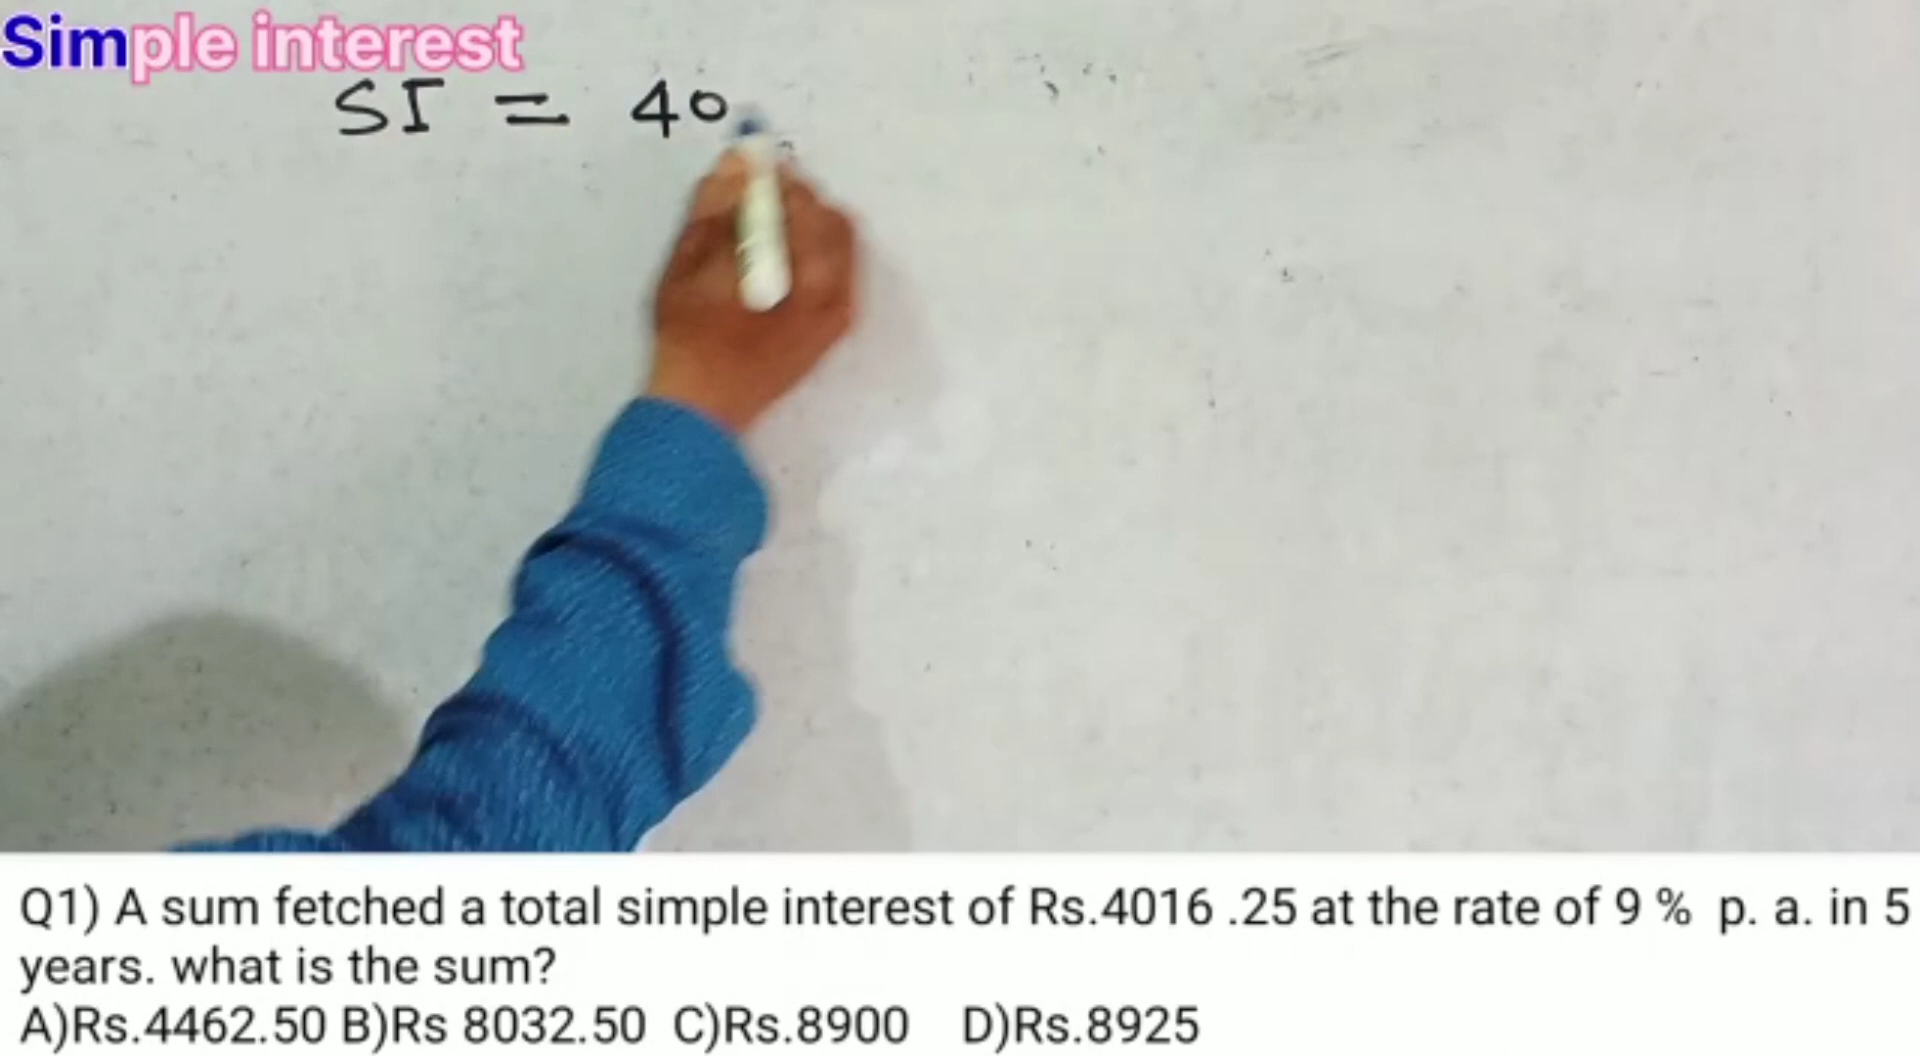 Simple interest
SI = 40
Q1) A sum fetched a total simple interest of Rs.4016 .25 at the rate of 9 % p. a. in 5
years. what is the sum?
A)Rs.4462.50 B)Rs 8032.50 C)Rs.8900 D)Rs.8925